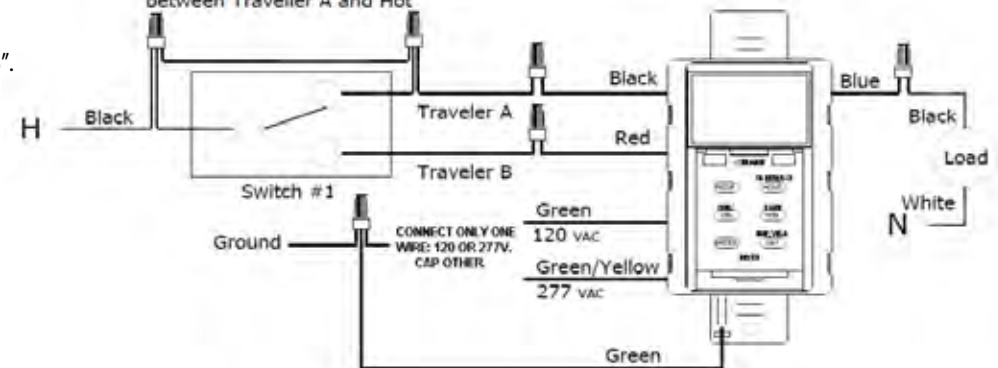 between Traveller A and Hot
".
H
Black
Traveler A
Traveler B
Switch #1
Black
Red
Blue
Black
Load
White
N
Ground
CONNECT ONLY ONE
WIRE: 120 OR 277V.
CAP OTHER.
Green
120 VAC
Green/Yellow
277 VAC
Green